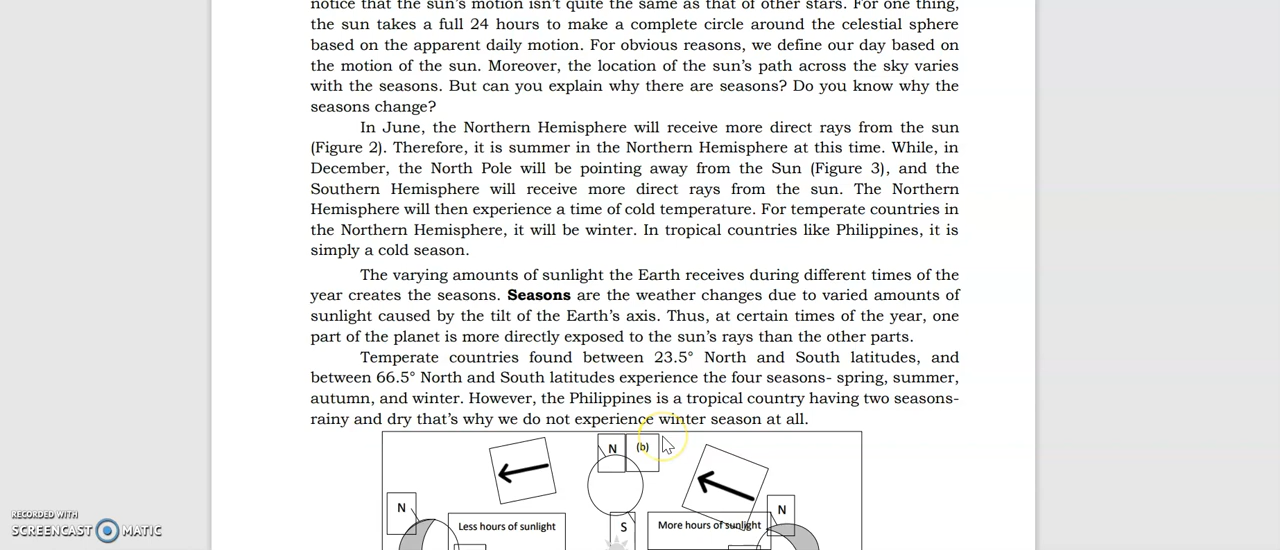 notice that the sun's motion isn't quite the same as that of other stars. For one thing,
the sun takes a full 24 hours to make a complete circle around the celestial sphere
based on the apparent daily motion. For obvious reasons, we define our day based on
the motion of the sun. Moreover, the location of the sun's path across the sky varies
with the seasons. But can you explain why there are seasons? Do you know why the
seasons change?
In June, the Northern Hemisphere will receive more direct rays from the sun
(Figure 2). Therefore, it is summer in the Northern Hemisphere at this time. While, in
December, the North Pole will be pointing away from the Sun (Figure 3), and the
Southern Hemisphere will receive more direct rays from the sun. The Northern
Hemisphere will then experience a time of cold temperature. For temperate countries in
the Northern Hemisphere, it will be winter. In tropical countries like Philippines, it is
simply a cold season.
The varying amounts of sunlight the Earth receives during different times of the
year creates the seasons. Seasons are the weather changes due to varied amounts of
sunlight caused by the tilt of the Earth's axis. Thus, at certain times of the year, one
part of the planet is more directly exposed to the sun's rays than the other parts.
Temperate countries found between 23.5° North and South latitudes, and
between 66.5° North and South latitudes experience the four seasons- spring, summer,
autumn, and winter. However, the Philippines is a tropical country having two seasons-
rainy and dry that's why we do not experience winter season at all.
N (b)
N
Less hours of sunlight
S
More hours of sunlight
N
RECORDED WITH
SCREENCAST MATIC